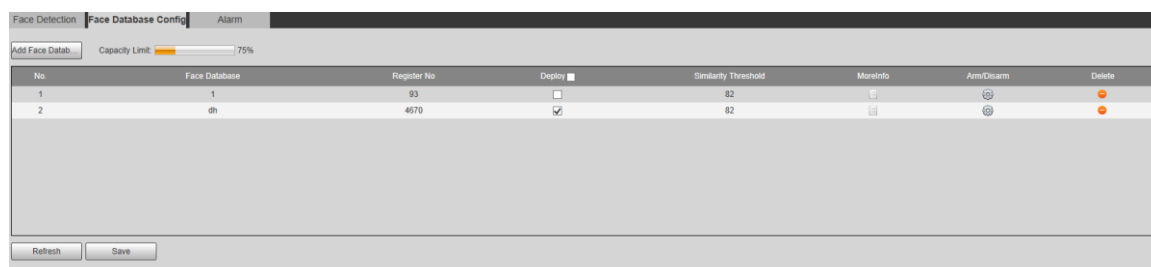 Face Detection Face Database Config Alarm
Add Face Datab... Capacity Limit: 75%
No. Face Database Register No Deploy Similarity Threshold MoreInfo Arm/Disarm Delete
1 1 93 82
2 dh 4670 82
Refresh Save